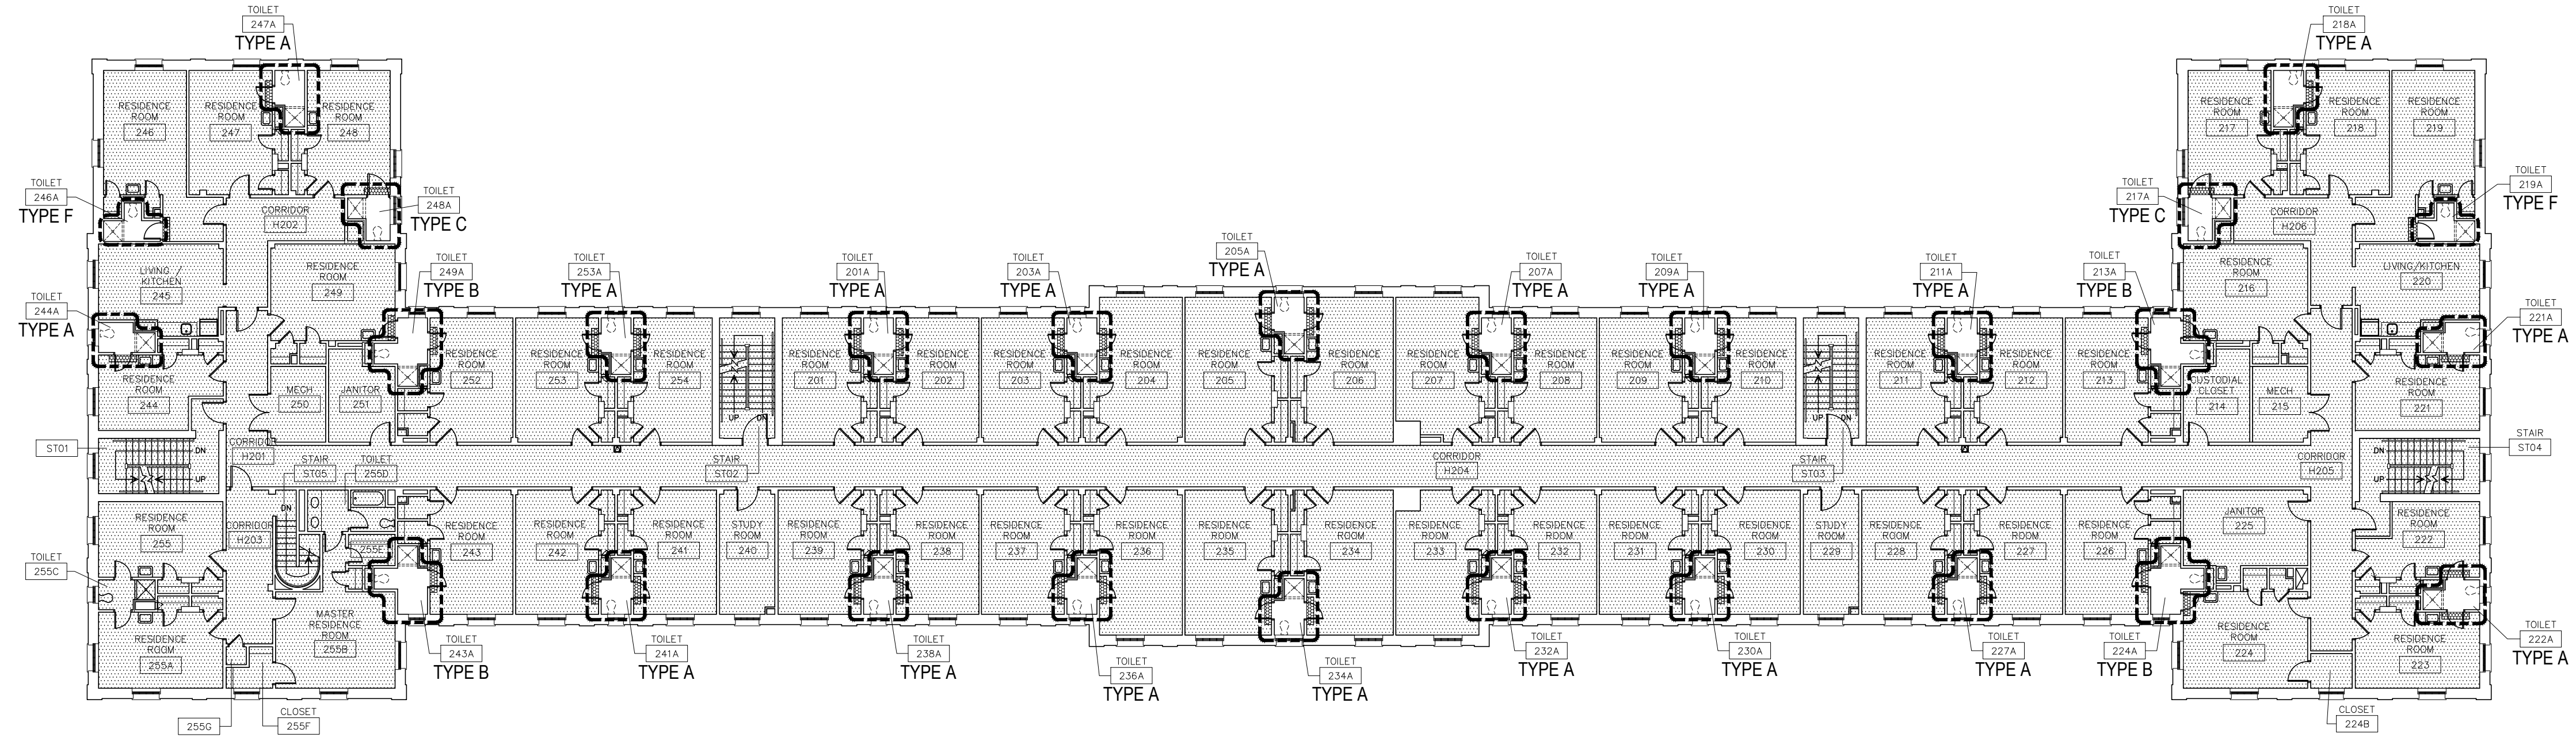 TOILET
247A
TYPE A
TOILET
218A
TYPE A
RESIDENCE
ROOM
246
RESIDENCE
ROOM
247
RESIDENCE
ROOM
248
RESIDENCE
ROOM
217
RESIDENCE
ROOM
218
RESIDENCE
ROOM
219
TOILET
246A
TYPE F
TOILET
248A
TYPE C
CORRIDOR
H202
TOILET
217A
TYPE C
CORRIDOR
H206
TOILET
219A
TYPE F
LIVING /
KITCHEN
245
RESIDENCE
ROOM
249
TOILET
249A
TYPE B
TOILET
253A
TYPE A
TOILET
201A
TYPE A
TOILET
203A
TYPE A
TOILET
205A
TYPE A
TOILET
207A
TYPE A
TOILET
209A
TYPE A
TOILET
211A
TYPE A
TOILET
213A
TYPE B
RESIDENCE
ROOM
216
LIVING/KITCHEN
220
TOILET
244A
TYPE A
TOILET
221A
TYPE A
RESIDENCE
ROOM
244
MECH
250
JANITOR
251
RESIDENCE
ROOM
252
RESIDENCE
ROOM
253
RESIDENCE
ROOM
254
UP
DN
RESIDENCE
ROOM
201
RESIDENCE
ROOM
202
RESIDENCE
ROOM
203
RESIDENCE
ROOM
204
RESIDENCE
ROOM
205
RESIDENCE
ROOM
206
RESIDENCE
ROOM
207
RESIDENCE
ROOM
208
RESIDENCE
ROOM
209
RESIDENCE
ROOM
210
UP
DN
RESIDENCE
ROOM
211
RESIDENCE
ROOM
212
RESIDENCE
ROOM
213
CUSTODIAL
CLOSE
214
MECH
215
RESIDENCE
ROOM
221
ST01
DN
UP
CORRIDOR
H201
STAIR
ST05
TOILET
255D
STAIR
ST02
CORRIDOR
H204
STAIR
ST03
CORRIDOR
H205
DN
UP
STAIR
ST04
RESIDENCE
ROOM
255
CORRIDOR
H203
DN
255E
RESIDENCE
ROOM
243
RESIDENCE
ROOM
242
RESIDENCE
ROOM
241
STUDY
ROOM
240
RESIDENCE
ROOM
239
RESIDENCE
ROOM
238
RESIDENCE
ROOM
237
RESIDENCE
ROOM
236
RESIDENCE
ROOM
235
RESIDENCE
ROOM
234
RESIDENCE
ROOM
233
RESIDENCE
ROOM
232
RESIDENCE
ROOM
231
RESIDENCE
ROOM
230
STUDY
ROOM
229
RESIDENCE
ROOM
228
RESIDENCE
ROOM
227
RESIDENCE
ROOM
226
JANITOR
225
RESIDENCE
ROOM
222
TOILET
255C
RESIDENCE
ROOM
255A
MASTER
RESIDENCE
ROOM
255B
TOILET
243A
TYPE B
TOILET
241A
TYPE A
TOILET
238A
TYPE A
TOILET
236A
TYPE A
TOILET
234A
TYPE A
TOILET
232A
TYPE A
TOILET
230A
TYPE A
TOILET
227A
TYPE A
TOILET
224A
TYPE B
RESIDENCE
ROOM
224
RESIDENCE
ROOM
223
TOILET
222A
TYPE A
255G
CLOSET
255F
CLOSET
224B